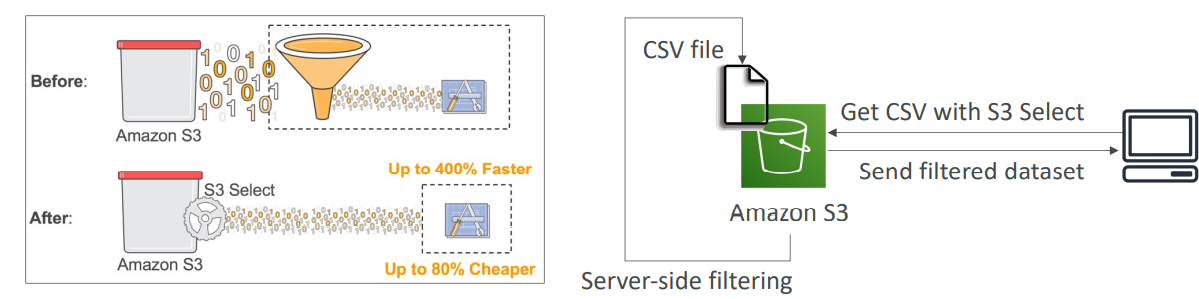 Before:
Amazon S3
Up to 400% Faster
S3 Select
After:
Amazon S3
Up to 80% Cheaper
CSV file
Get CSV with S3 Select
Send filtered dataset
Amazon S3
Server-side filtering